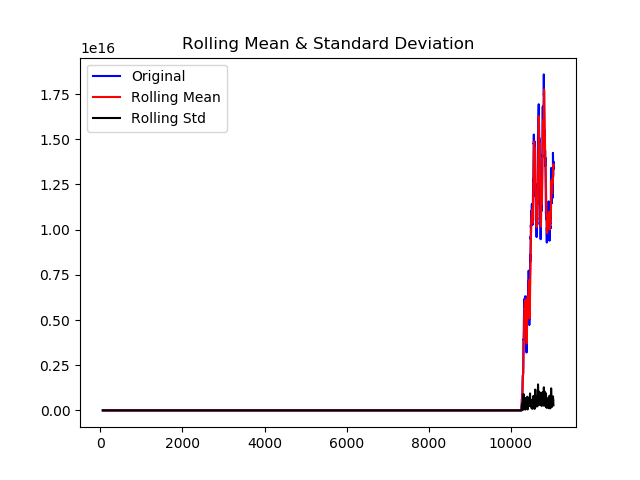 Rolling Mean & Standard Deviation
1e16
Original
Rolling Mean
Rolling Std
1.75
1.50
1.25
1.00
0.75
0.50
0.25
0.00
0 2000 4000 6000 8000 10000